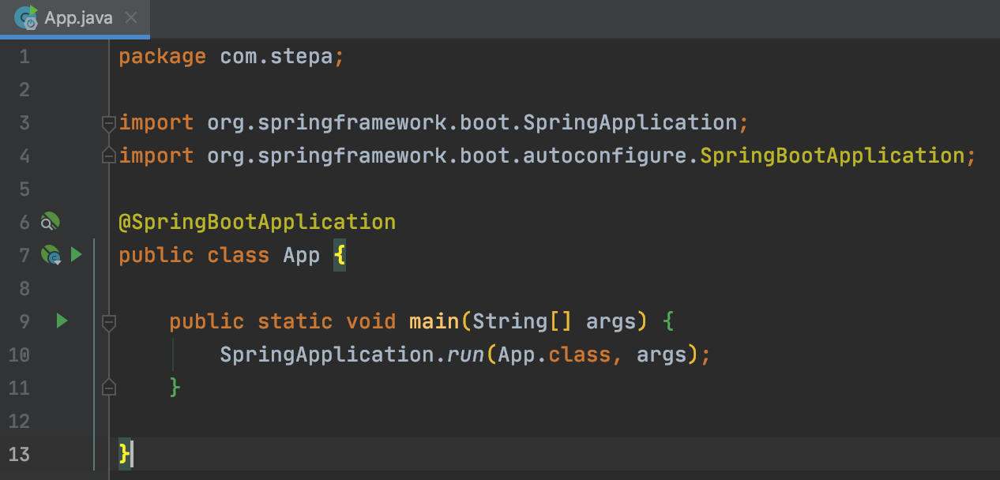 App.java
1 package com.stepa;
2
3 import org.springframework.boot.SpringApplication;
4 import org.springframework.boot.autoconfigure.SpringBootApplication;
5
6 @SpringBootApplication
7 public class App {
8
9 public static void main(String[] args) {
10 SpringApplication.run(App.class, args);
11 }
12
13 }